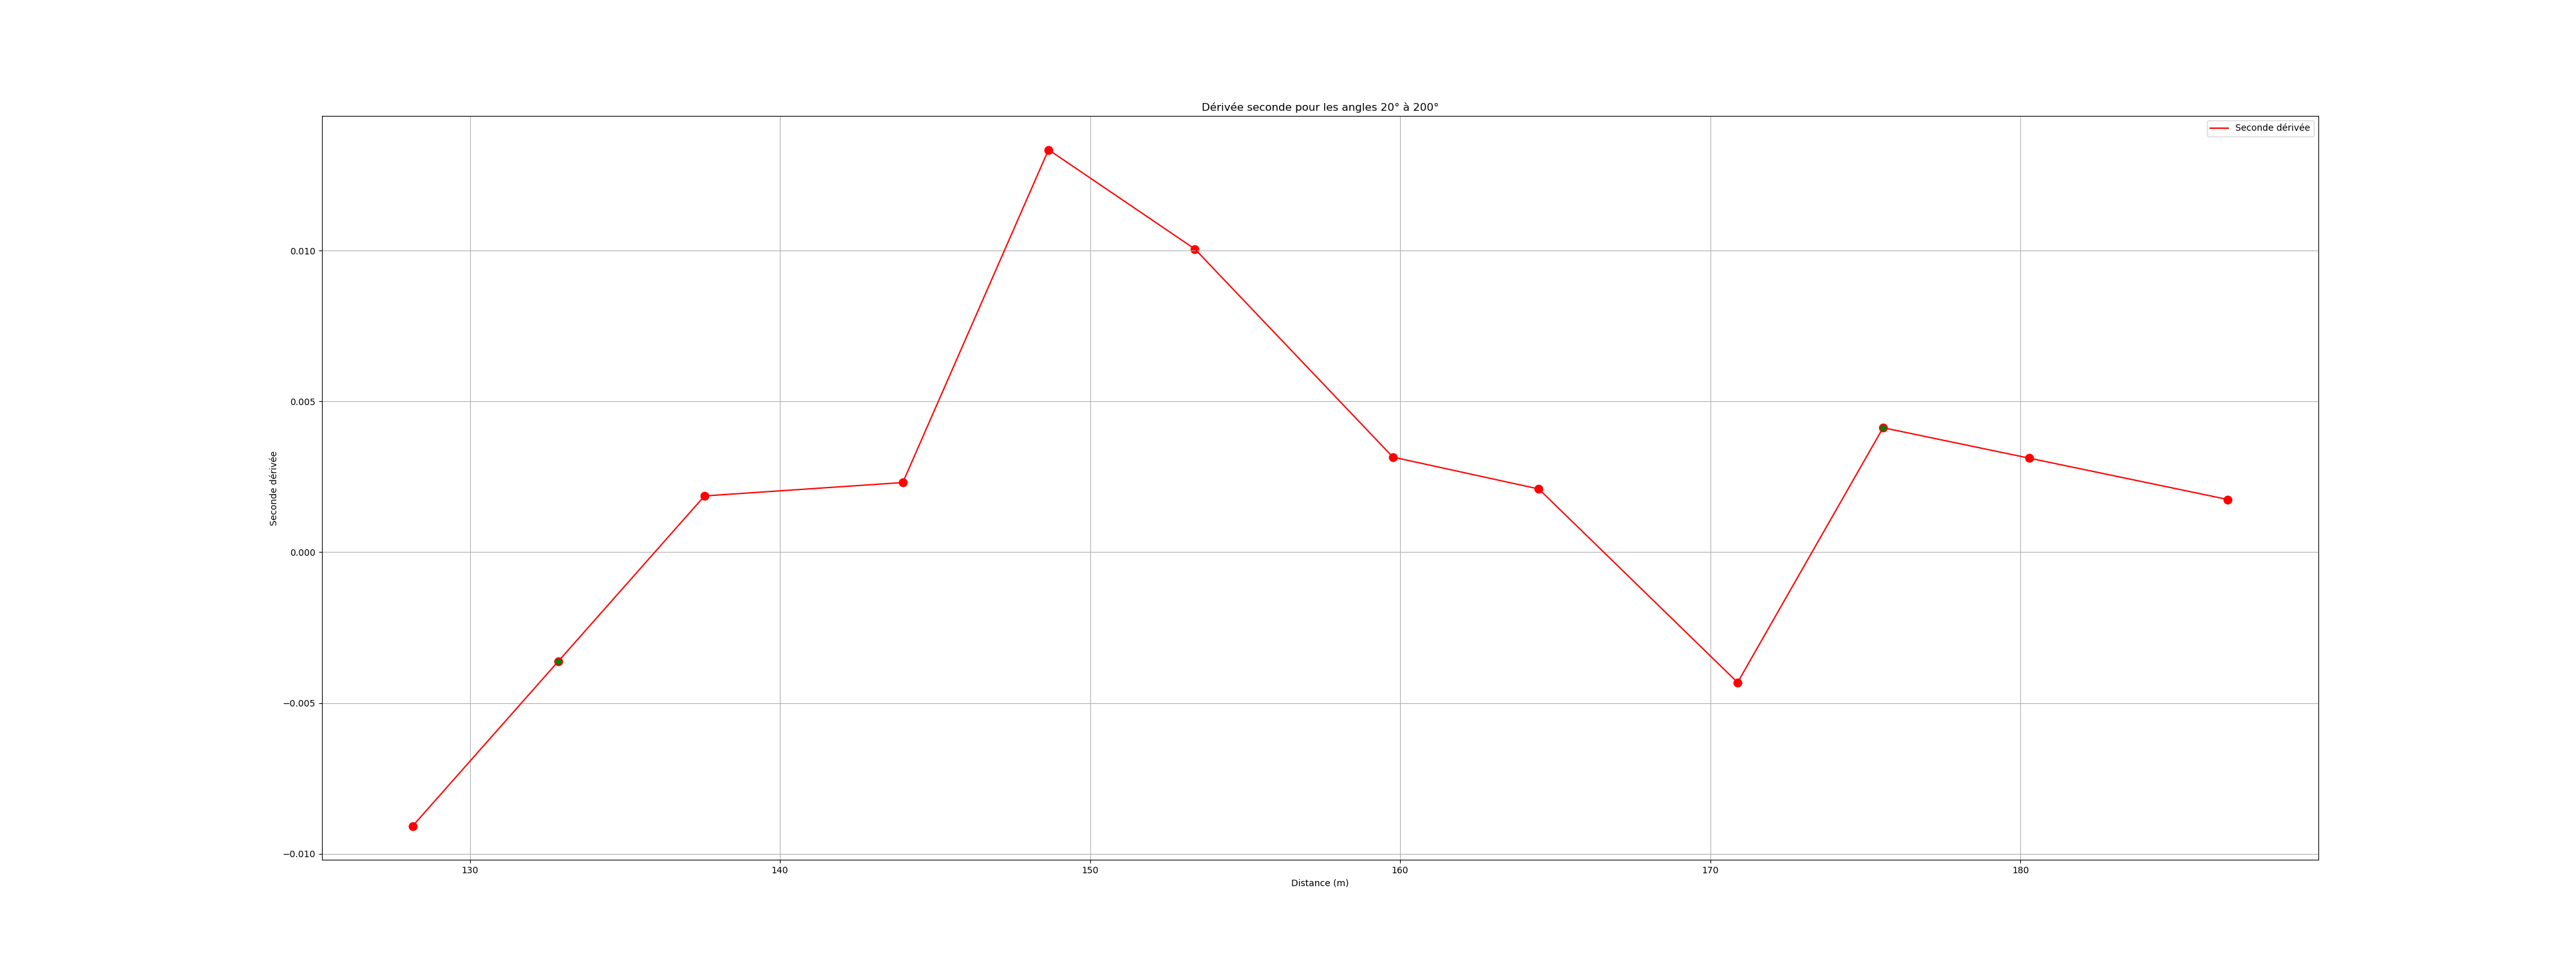 Dérivée seconde pour les angles 20° à 200°
Seconde dérivée
0.010
0.005
0.000
−0.005
−0.010
Seconde dérivée
130 140 150 160 170 180
Distance (m)